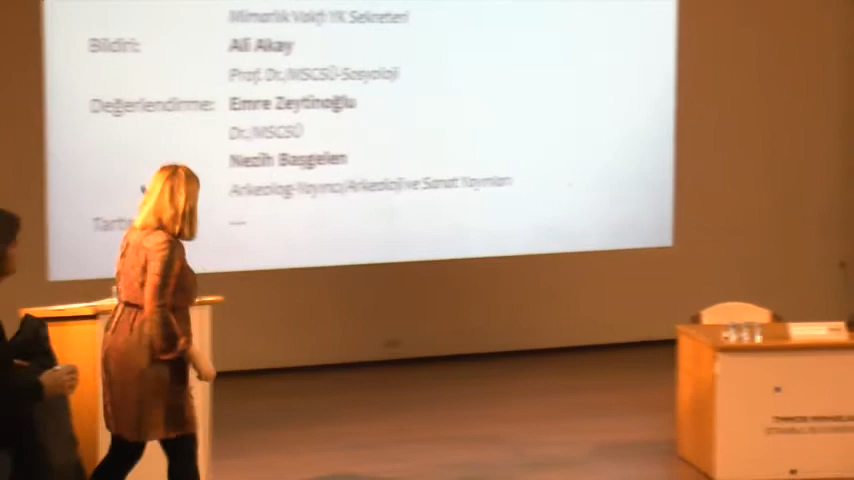 Mimarlık Vakfı YK Sekreteri
Bildiri: Ali Akay
Prof. Dr./MSGSÜ-Sosyoloji
Değerlendirme: Emre Zeytinoğlu
Dr./MSGSÜ
Nezih Başgelen
Arkeolog-Yayıncı/Arkeoloji ve Sanat Yayınları
---